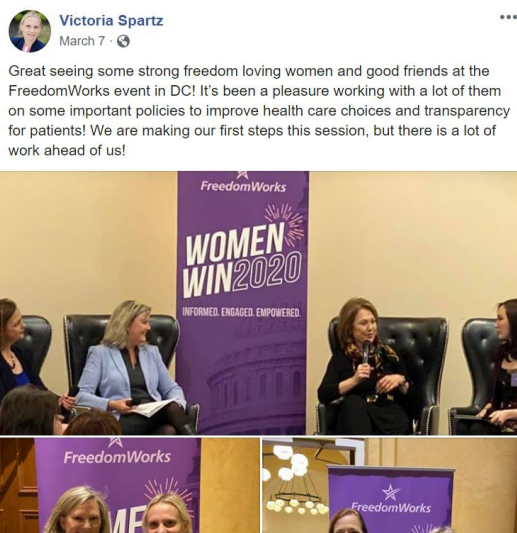 Victoria Spartz
March 7
Great seeing some strong freedom loving women and good friends at the
FreedomWorks event in DC! It's been a pleasure working with a lot of them
on some important policies to improve health care choices and transparency
for patients! We are making our first steps this session, but there is a lot of
work ahead of us!
FreedomWorks
WOMEN
WIN2020
INFORMED. ENGAGED. EMPOWERED.
FreedomWorks
ME
FreedomWorks